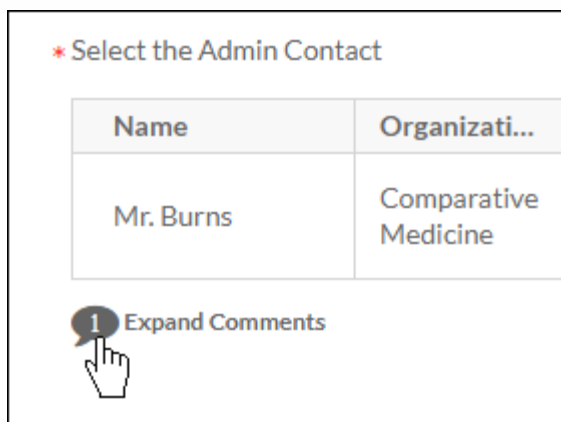 * Select the Admin Contact
Name Organizati...
Mr. Burns Comparative
Medicine
1 Expand Comments